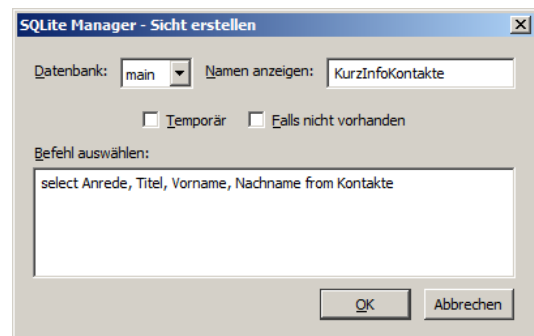 SQLite Manager - Sicht erstellen
Datenbank: main Namen anzeigen: KurzInfoKontakte
Temporär Falls nicht vorhanden
Befehl auswählen:
select Anrede, Titel, Vorname, Nachname from Kontakte
OK Abbrechen